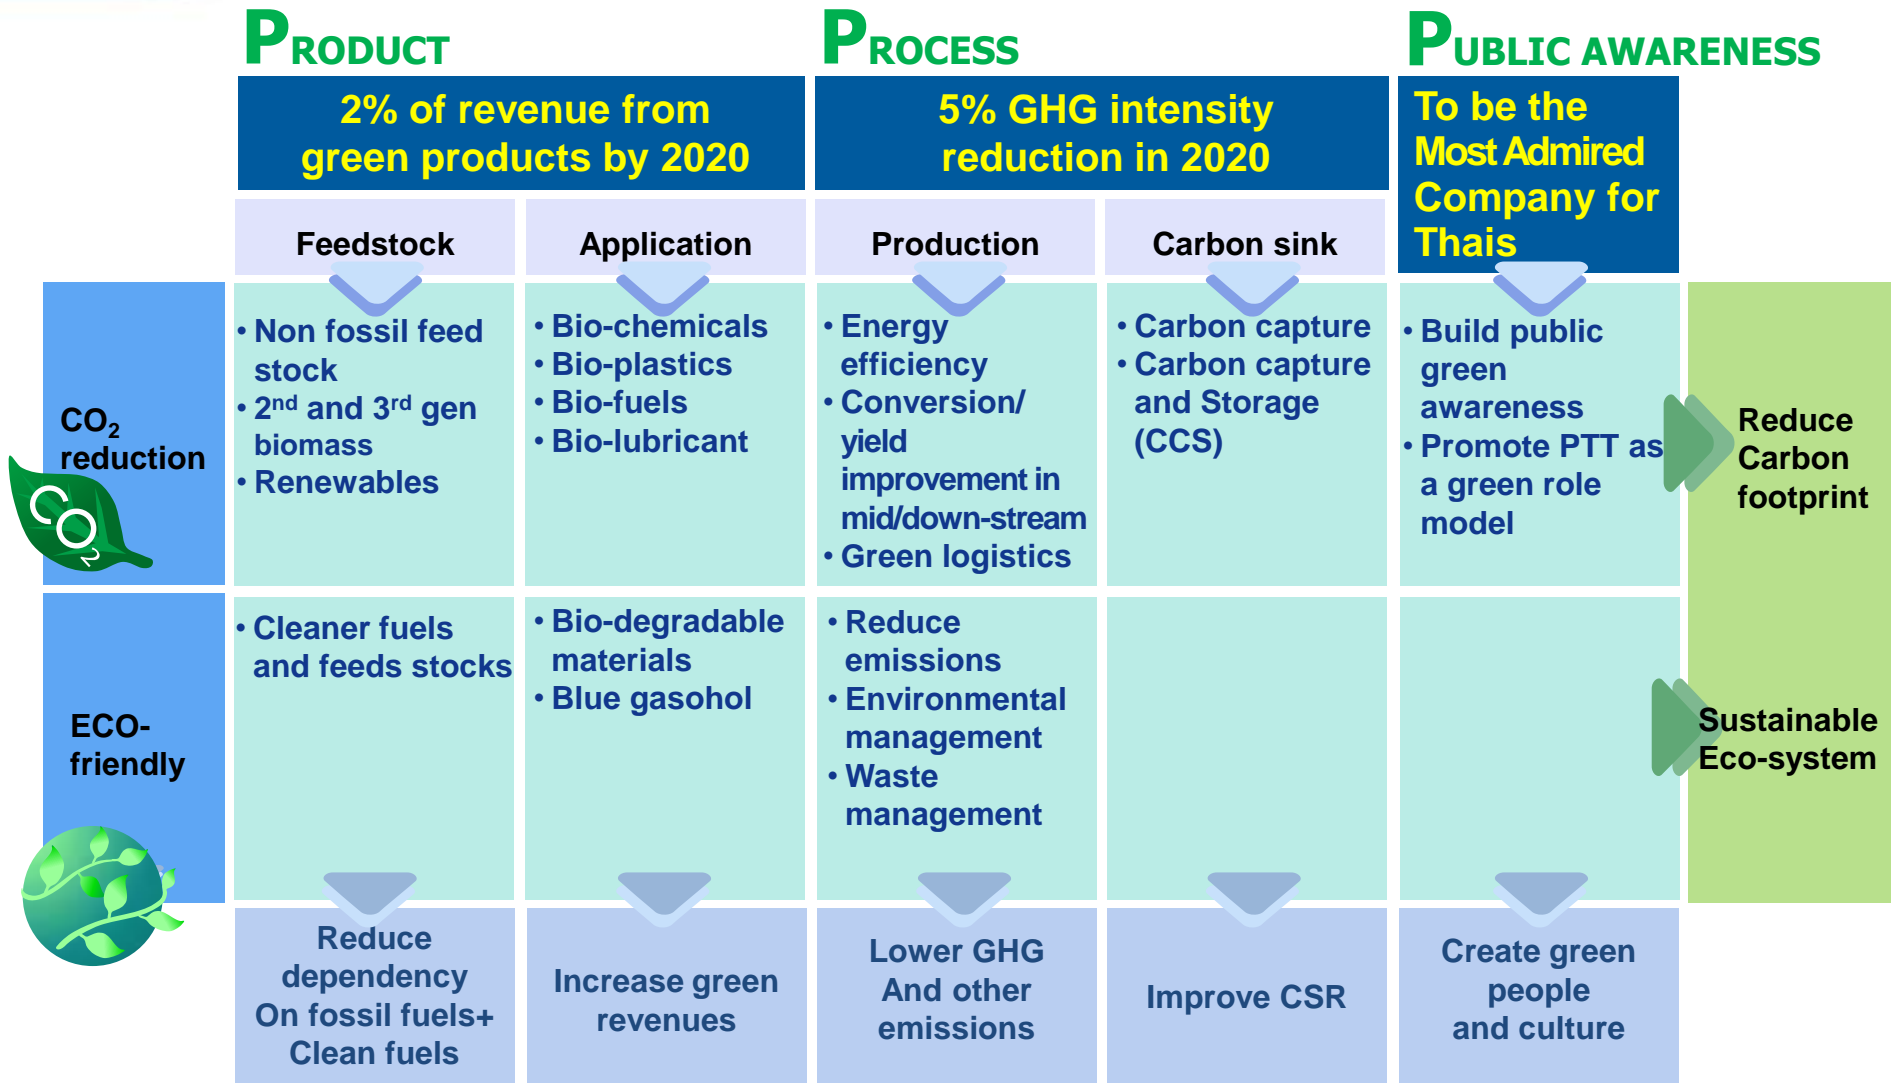 PRODUCT
PROCESS
PUBLIC AWARENESS
2% of revenue from
green products by 2020
5% GHG intensity
reduction in 2020
To be the
Most Admired
Company for
Thais
Feedstock
Application
Production
Carbon sink
CO2
reduction
CO2
• Non fossil feed
stock
• 2nd and 3rd gen
biomass
• Renewables
• Bio-chemicals
• Bio-plastics
• Bio-fuels
• Bio-lubricant
• Energy
efficiency
• Conversion/
yield
improvement in
mid/down-stream
• Green logistics
• Carbon capture
• Carbon capture
and Storage
(CCS)
• Build public
green
awareness
• Promote PTT as
a green role
model
Reduce
Carbon
footprint
ECO-
friendly
• Cleaner fuels
and feeds stocks
• Bio-degradable
materials
• Blue gasohol
• Reduce
emissions
• Environmental
management
• Waste
management
Sustainable
Eco-system
Reduce
dependency
On fossil fuels+
Clean fuels
Increase green
revenues
Lower GHG
And other
emissions
Improve CSR
Create green
people
and culture